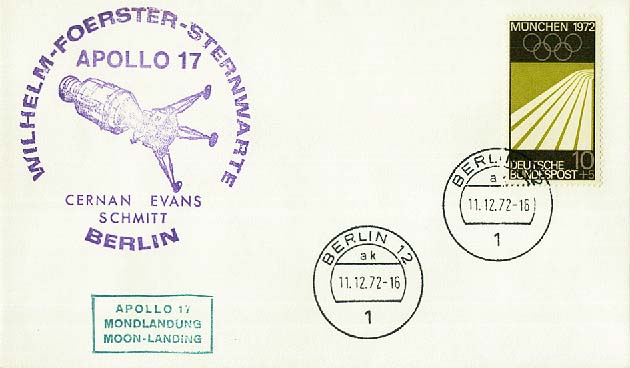 WILHELM-FOERSTER-STERNWARTE
APOLLO 17
CERNAN EVANS
SCHMITT
BERLIN
APOLLO 17
MONDLANDUNG
MOON-LANDING
MÜNCHEN 1972
DEUTSCHE
BUNDESPOST
10
+5
BERLIN
ak
11.12.72-16
1
BERLIN 12
ak
11.12.72-16
1